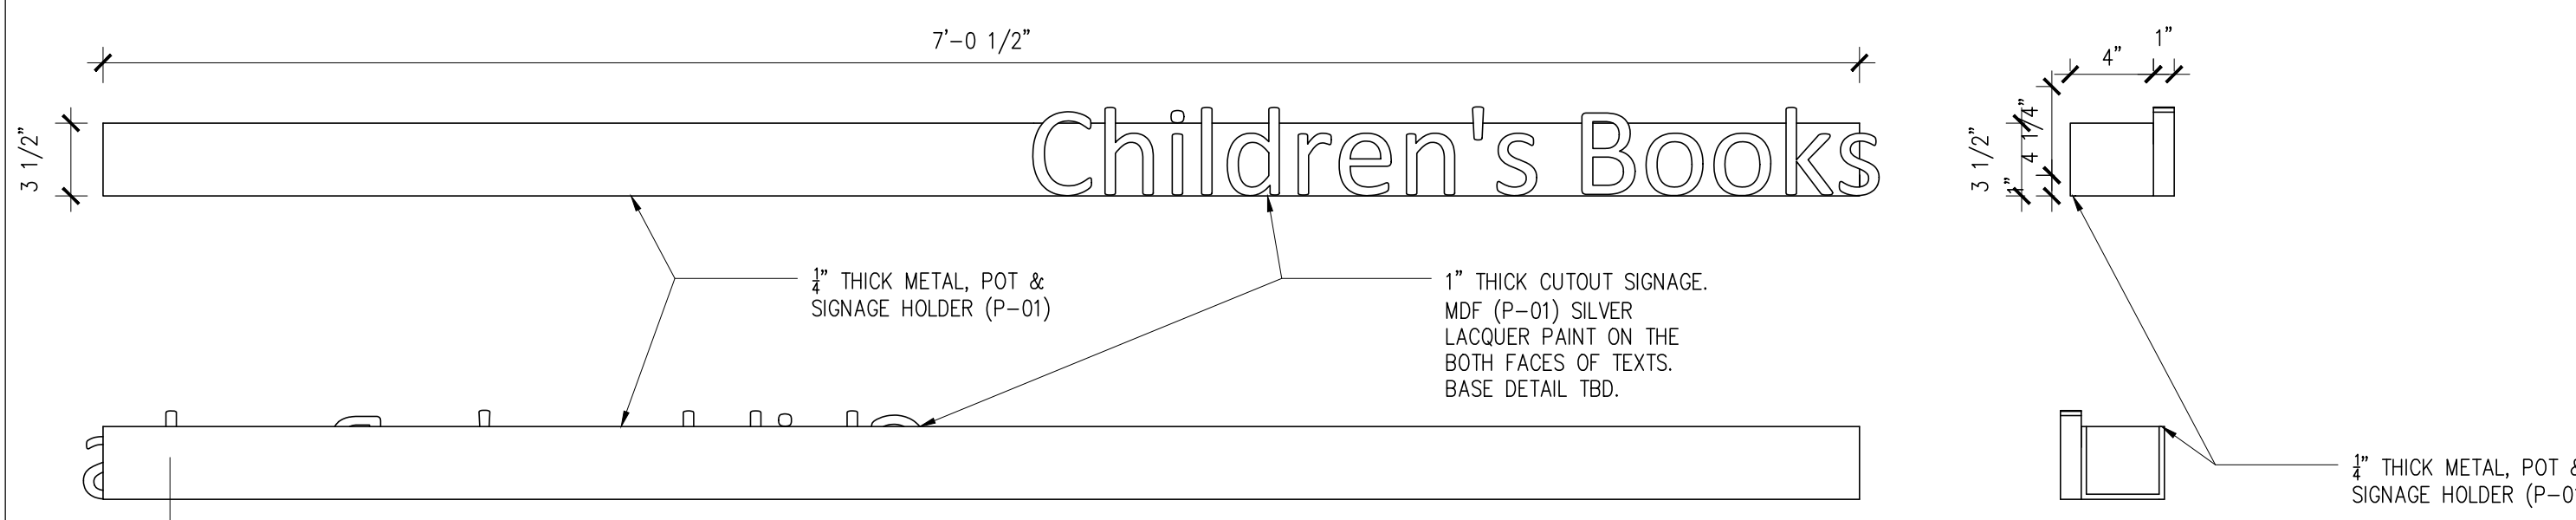 7'-0 1/2"
4"
1"
3 1/2"
Children's Books
3 1/2"
1"
4 1/4"
1/4" THICK METAL, POT &
SIGNAGE HOLDER (P-01)
1" THICK CUTOUT SIGNAGE.
MDF (P-01) SILVER
LACQUER PAINT ON THE
BOTH FACES OF TEXTS.
BASE DETAIL TBD.
1/4" THICK METAL, POT &
SIGNAGE HOLDER (P-01